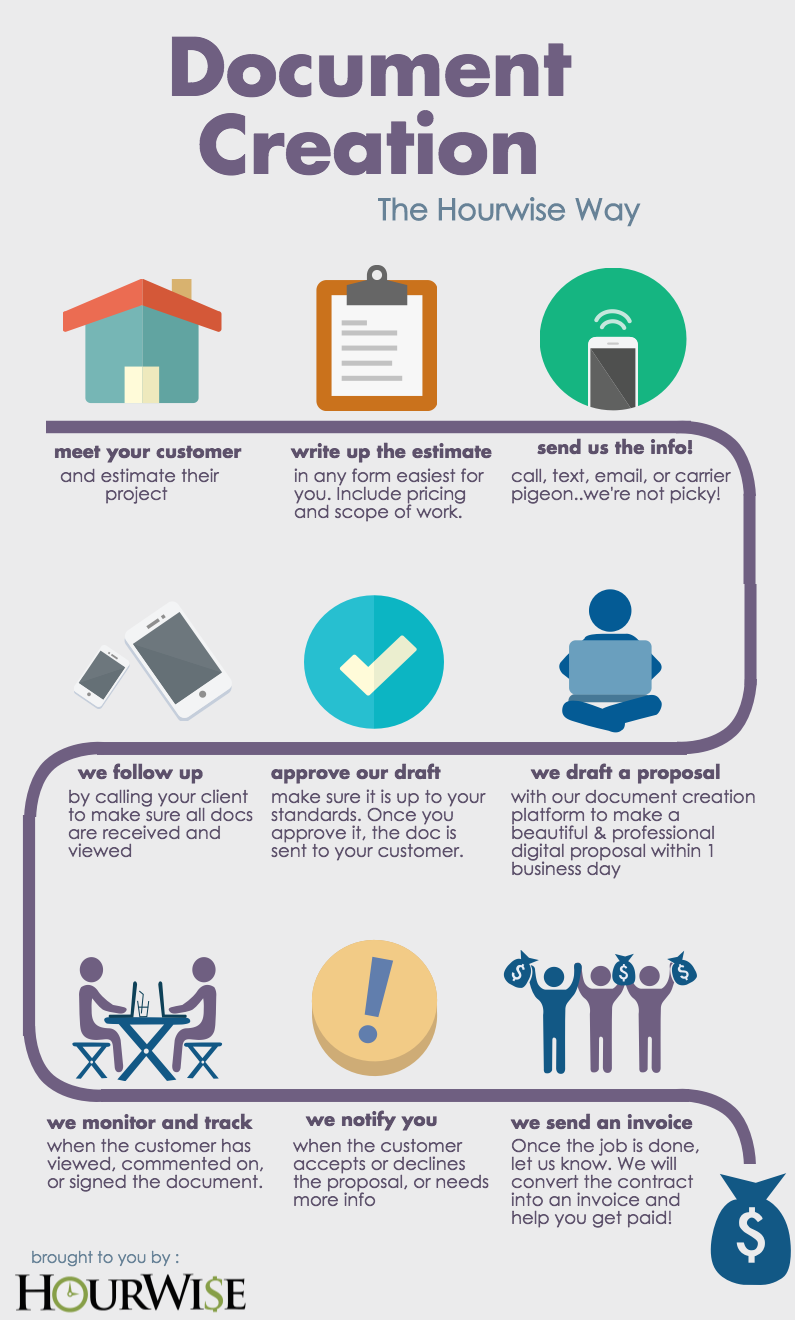 Document
Creation
The Hourwise Way
meet your customer
and estimate their
project
write up the estimate
in any form easiest for
you. Include pricing
and scope of work.
send us the info!
call, text, email, or carrier
pigeon..we're not picky!
we draft a proposal
with our document creation
platform to make a
beautiful & professional
digital proposal within 1
business day
approve our draft
make sure it is up to your
standards. Once you
approve it, the doc is
sent to your customer.
we follow up
by calling your client
to make sure all docs
are received and
viewed
we monitor and track
when the customer has
viewed, commented on,
or signed the document.
we notify you
when the customer
accepts or declines
the proposal, or needs
more info
$ $ $
we send an invoice
Once the job is done,
let us know. We will
convert the contract
into an invoice and
help you get paid!
$
brought to you by :
HOURWI$E